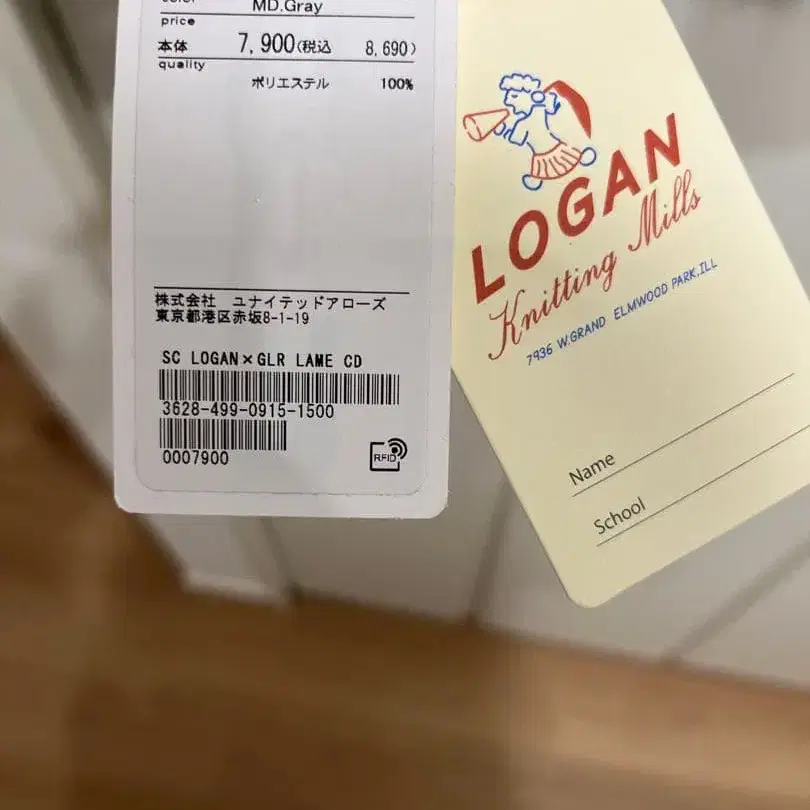 MD.Gray
price
本体 7,900(税込 8,690)
quality
ポリエステル 100%
株式会社 ユナイテッドアローズ
東京都港区赤坂8-1-19
SC LOGAN×GLR LAME CD
3628-499-0915-1500
0007900
RFID
LOGAN
Knitting Mills
7936 W.GRAND ELMWOOD PARK,ILL
Name
School